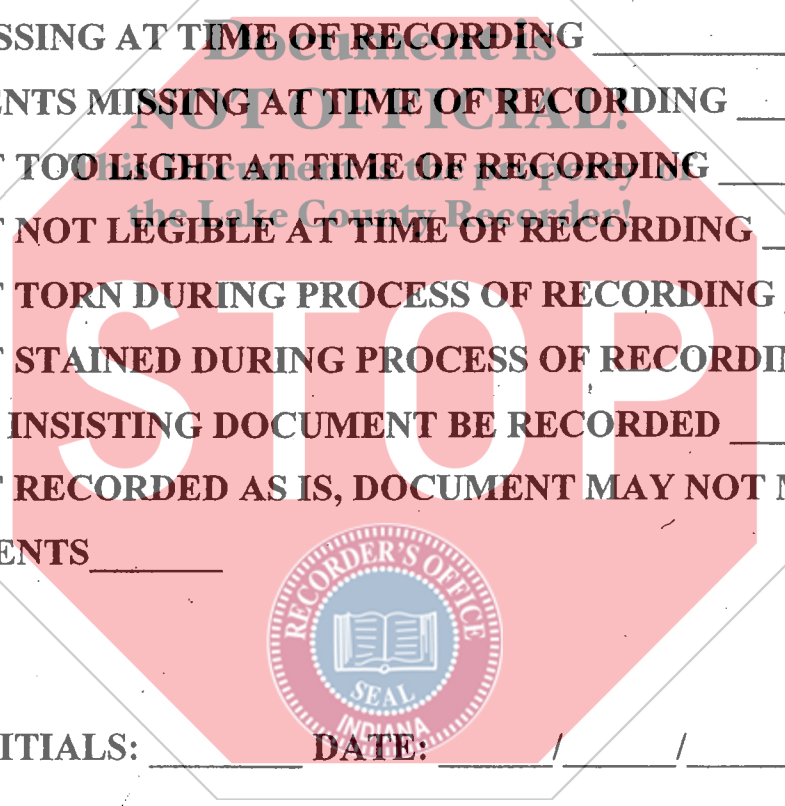 SSING AT TIME OF RECORDING
Document is
ENTS MISSING AT TIME OF RECORDING
NOT OFFICIAL!
TOO LIGHT AT TIME OF RECORDING
This Document is the property of
NOT LEGIBLE AT TIME OF RECORDING
the Lake County Recorder!
TORN DURING PROCESS OF RECORDING
STAINED DURING PROCESS OF RECORDIN
INSISTING DOCUMENT BE RECORDED
STOP
RECORDED AS IS, DOCUMENT MAY NOT M
ENTS
RECORDER'S OFFICE
SEAL
INDIANA
ITIALS: DATE: / /